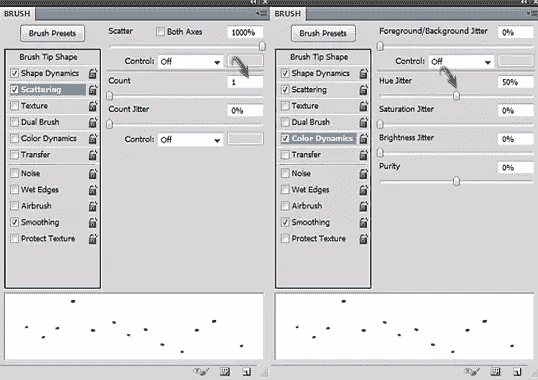 BRUSH
Brush Presets
Brush Tip Shape
Shape Dynamics
Scattering
Texture
Dual Brush
Color Dynamics
Transfer
Noise
Wet Edges
Airbrush
Smoothing
Protect Texture
Scatter Both Axes 1000%
Control: Off
Count 1
Count Jitter 0%
Control: Off
BRUSH
Brush Presets
Brush Tip Shape
Shape Dynamics
Scattering
Texture
Dual Brush
Color Dynamics
Transfer
Noise
Wet Edges
Airbrush
Smoothing
Protect Texture
Foreground/Background Jitter 0%
Control: Off
Hue Jitter 50%
Saturation Jitter 0%
Brightness Jitter 0%
Purity 0%